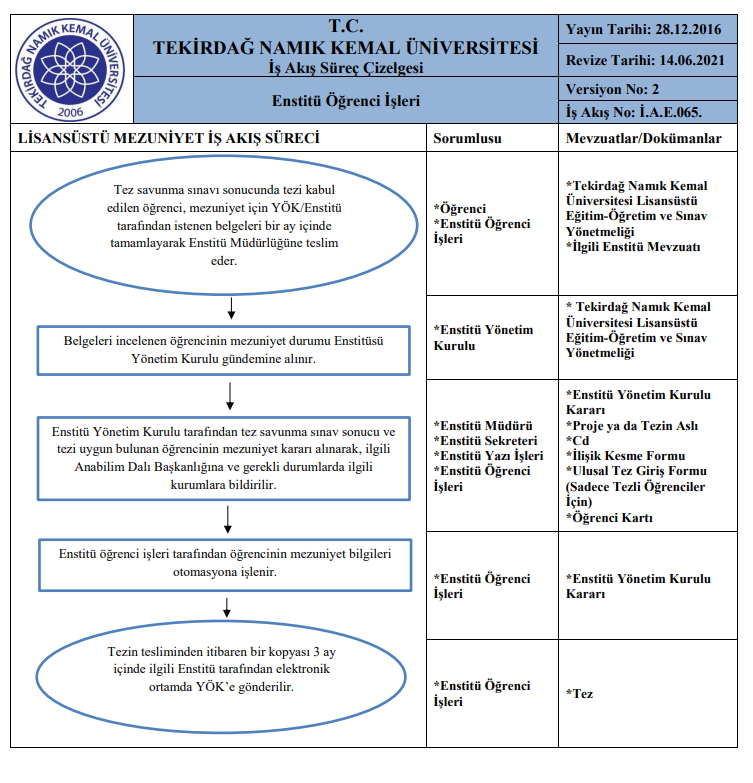 TEKİRDAĞ NAMIK KEMAL ÜNİVERSİTESİ
2006
T.C.
TEKİRDAĞ NAMIK KEMAL ÜNİVERSİTESİ
İş Akış Süreç Çizelgesi
Enstitü Öğrenci İşleri
Yayın Tarihi: 28.12.2016
Revize Tarihi: 14.06.2021
Versiyon No: 2
İş Akış No: İ.A.E.065.
LİSANSÜSTÜ MEZUNİYET İŞ AKIŞ SÜRECİ
Sorumlusu
Mevzuatlar/Dokümanlar
Tez savunma sınavı sonucunda tezi kabul
edilen öğrenci, mezuniyet için YÖK/Enstitü
tarafından istenen belgeleri bir ay içinde
tamamlayarak Enstitü Müdürlüğüne teslim
eder.
*Öğrenci
*Enstitü Öğrenci
İşleri
*Tekirdağ Namık Kemal
Üniversitesi Lisansüstü
Eğitim-Öğretim ve Sınav
Yönetmeliği
*İlgili Enstitü Mevzuatı
Belgeleri incelenen öğrencinin mezuniyet durumu Enstitüsü
Yönetim Kurulu gündemine alınır.
*Enstitü Yönetim
Kurulu
* Tekirdağ Namık Kemal
Üniversitesi Lisansüstü
Eğitim-Öğretim ve Sınav
Yönetmeliği
Enstitü Yönetim Kurulu tarafından tez savunma sınav sonucu ve
tezi uygun bulunan öğrencinin mezuniyet kararı alınarak, ilgili
Anabilim Dalı Başkanlığına ve gerekli durumlarda ilgili
kurumlara bildirilir.
*Enstitü Müdürü
*Enstitü Sekreteri
*Enstitü Yazı İşleri
*Enstitü Öğrenci
İşleri
*Enstitü Yönetim Kurulu
Kararı
*Proje ya da Tezin Aslı
*Cd
*İlişik Kesme Formu
*Ulusal Tez Giriş Formu
(Sadece Tezli Öğrenciler
İçin)
*Öğrenci Kartı
Enstitü öğrenci işleri tarafından öğrencinin mezuniyet bilgileri
otomasyona işlenir.
*Enstitü Öğrenci
İşleri
*Enstitü Yönetim Kurulu
Kararı
Tezin tesliminden itibaren bir kopyası 3 ay
içinde ilgili Enstitü tarafından elektronik
ortamda YÖK’e gönderilir.
*Enstitü Öğrenci
İşleri
*Tez